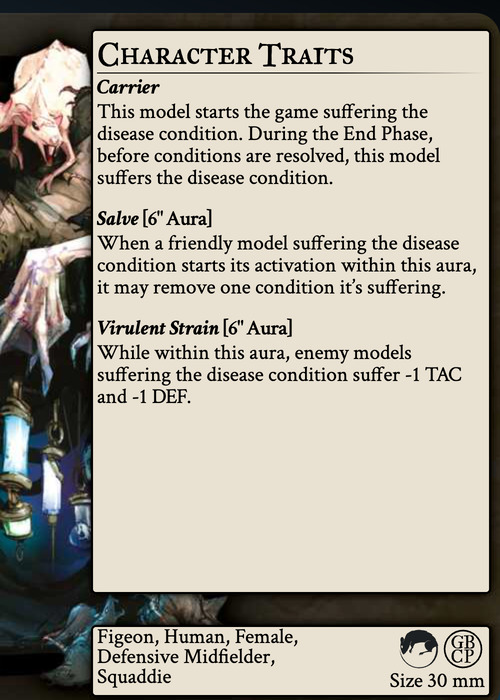 Character Traits
Carrier
This model starts the game suffering the
disease condition. During the End Phase,
before conditions are resolved, this model
suffers the disease condition.
Salve [6" Aura]
When a friendly model suffering the disease
condition starts its activation within this aura,
it may remove one condition it's suffering.
Virulent Strain [6" Aura]
While within this aura, enemy models
suffering the disease condition suffer -1 TAC
and -1 DEF.
Figeon, Human, Female,
Defensive Midfielder,
Squaddie
GB
CP
Size 30 mm